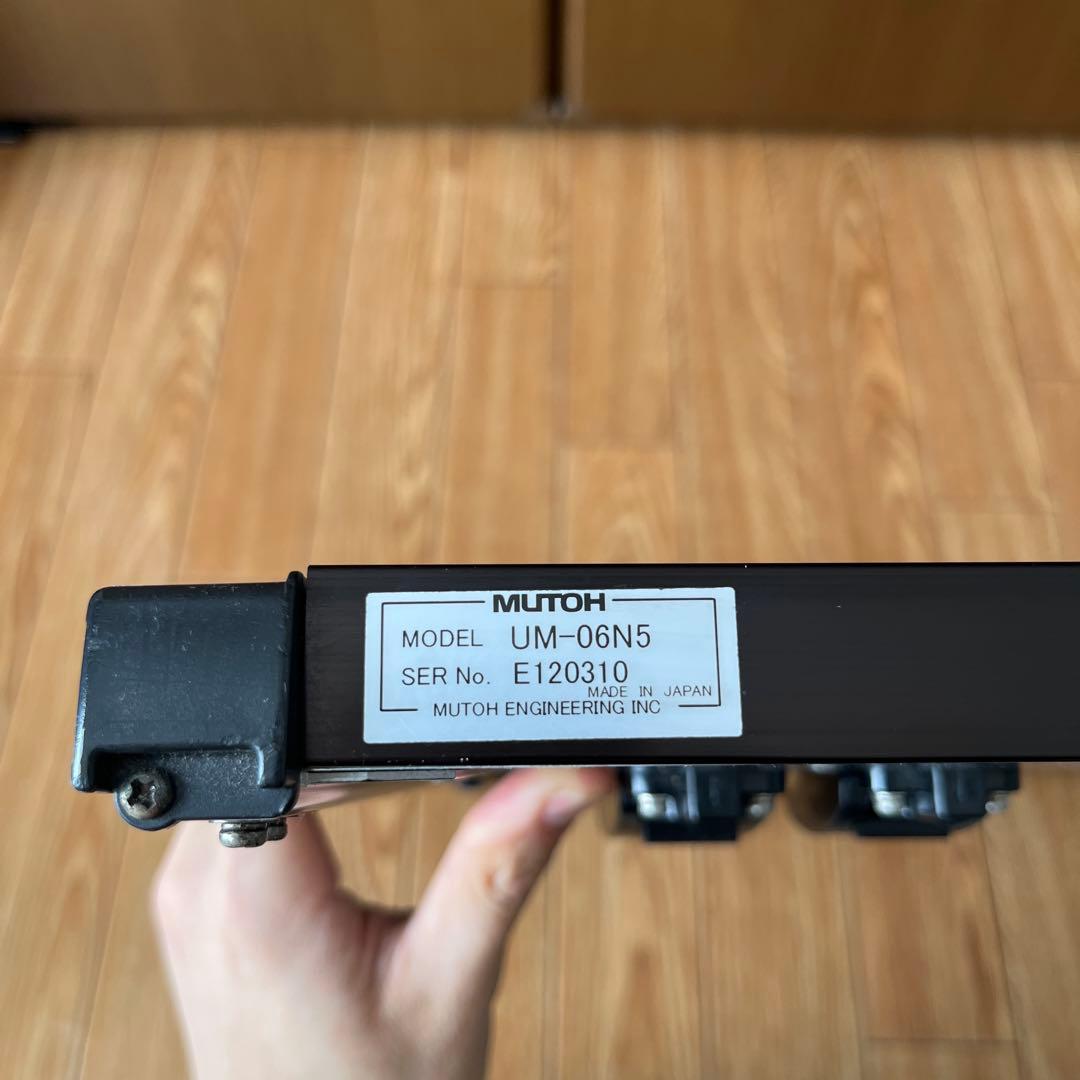 MUTOH
MODEL UM-06N5
SER No. E120310
MADE IN JAPAN
MUTOH ENGINEERING INC